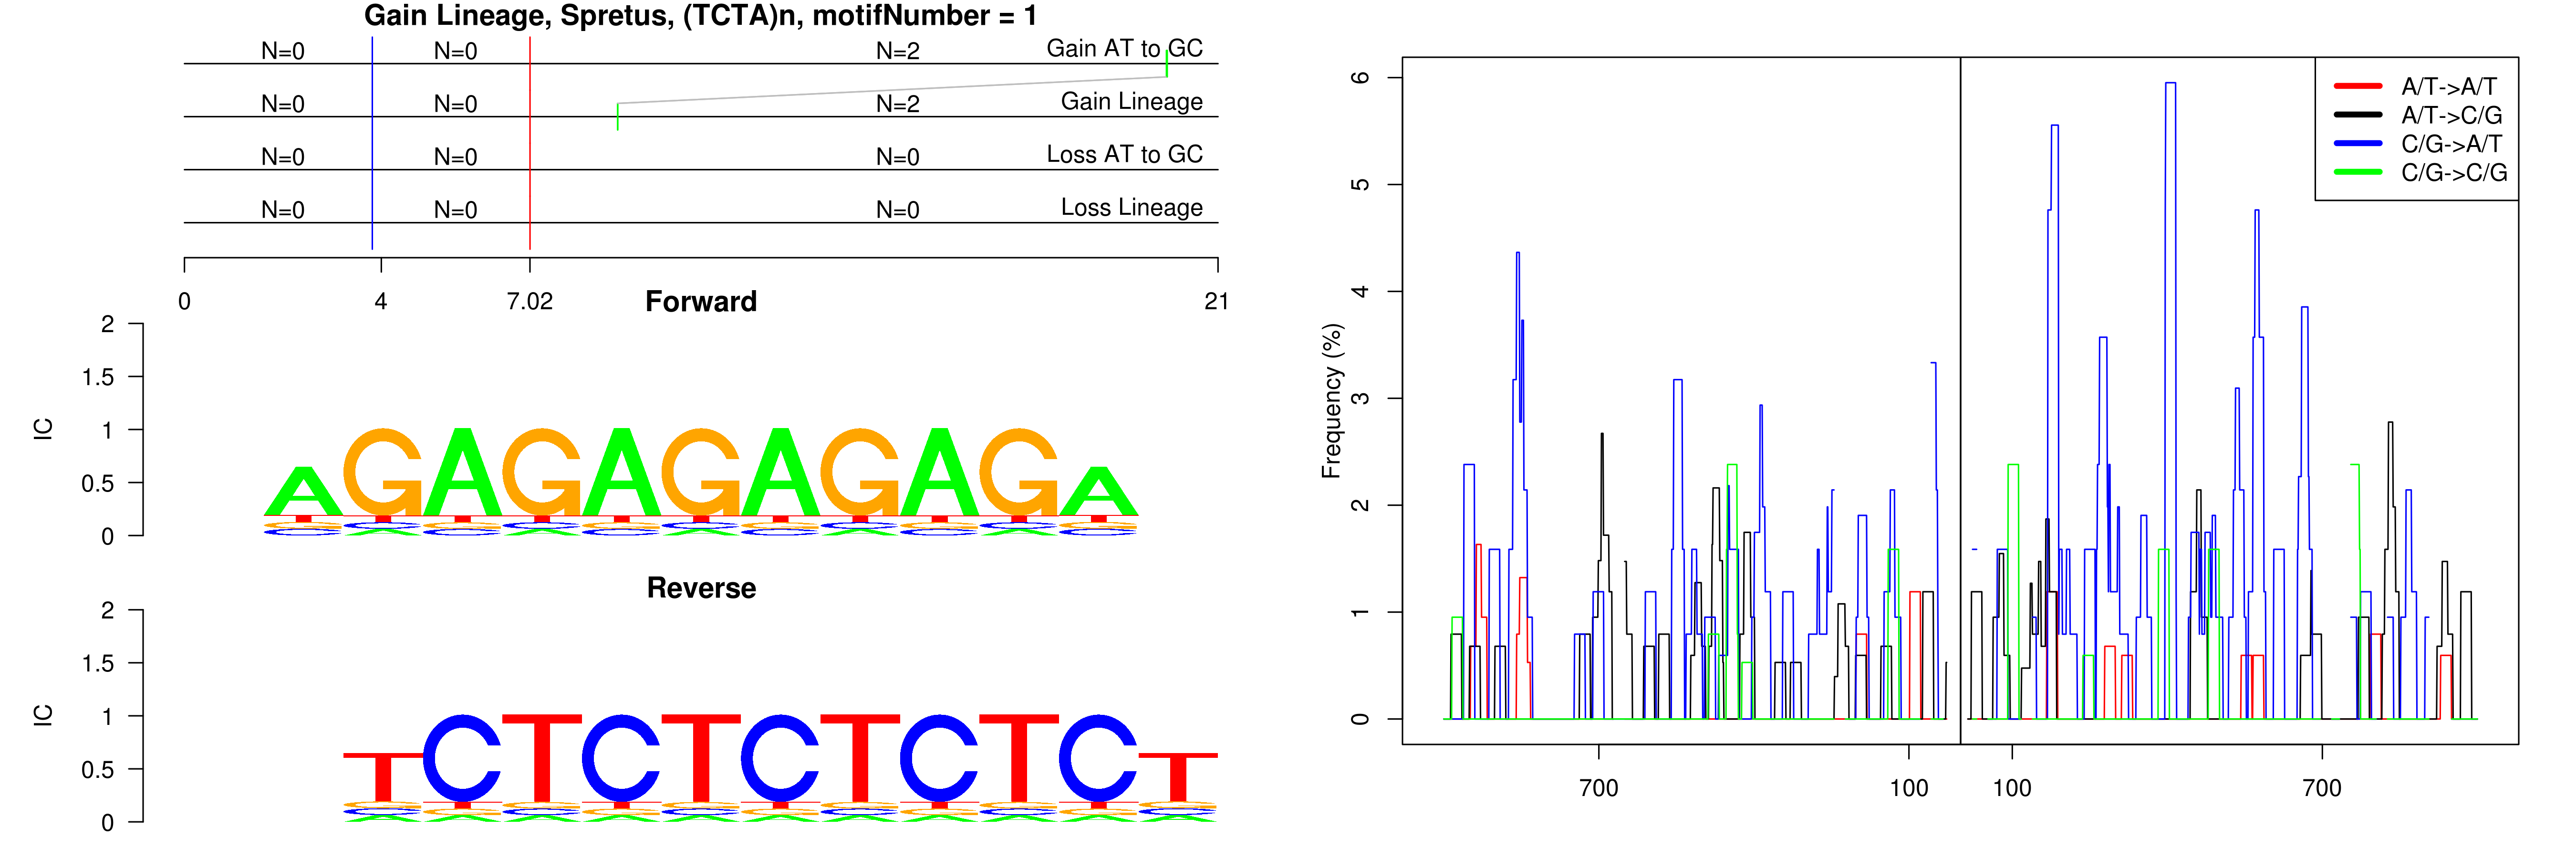 Gain Lineage, Spretus, (TCTA)n, motifNumber = 1
N=0 N=0 N=2 Gain AT to GC
N=0 N=0 N=2 Gain Lineage
N=0 N=0 N=0 Loss AT to GC
N=0 N=0 N=0 Loss Lineage
0 4 7.02 21
Forward
2
1.5
1
0.5
0
IC
AGAGAGAGAGA
Reverse
2
1.5
1
0.5
0
IC
TCTCTCTCTCT
6
5
4
3
2
1
0
Frequency (%)
A/T->A/T
A/T->C/G
C/G->A/T
C/G->C/G
700 100 100 700